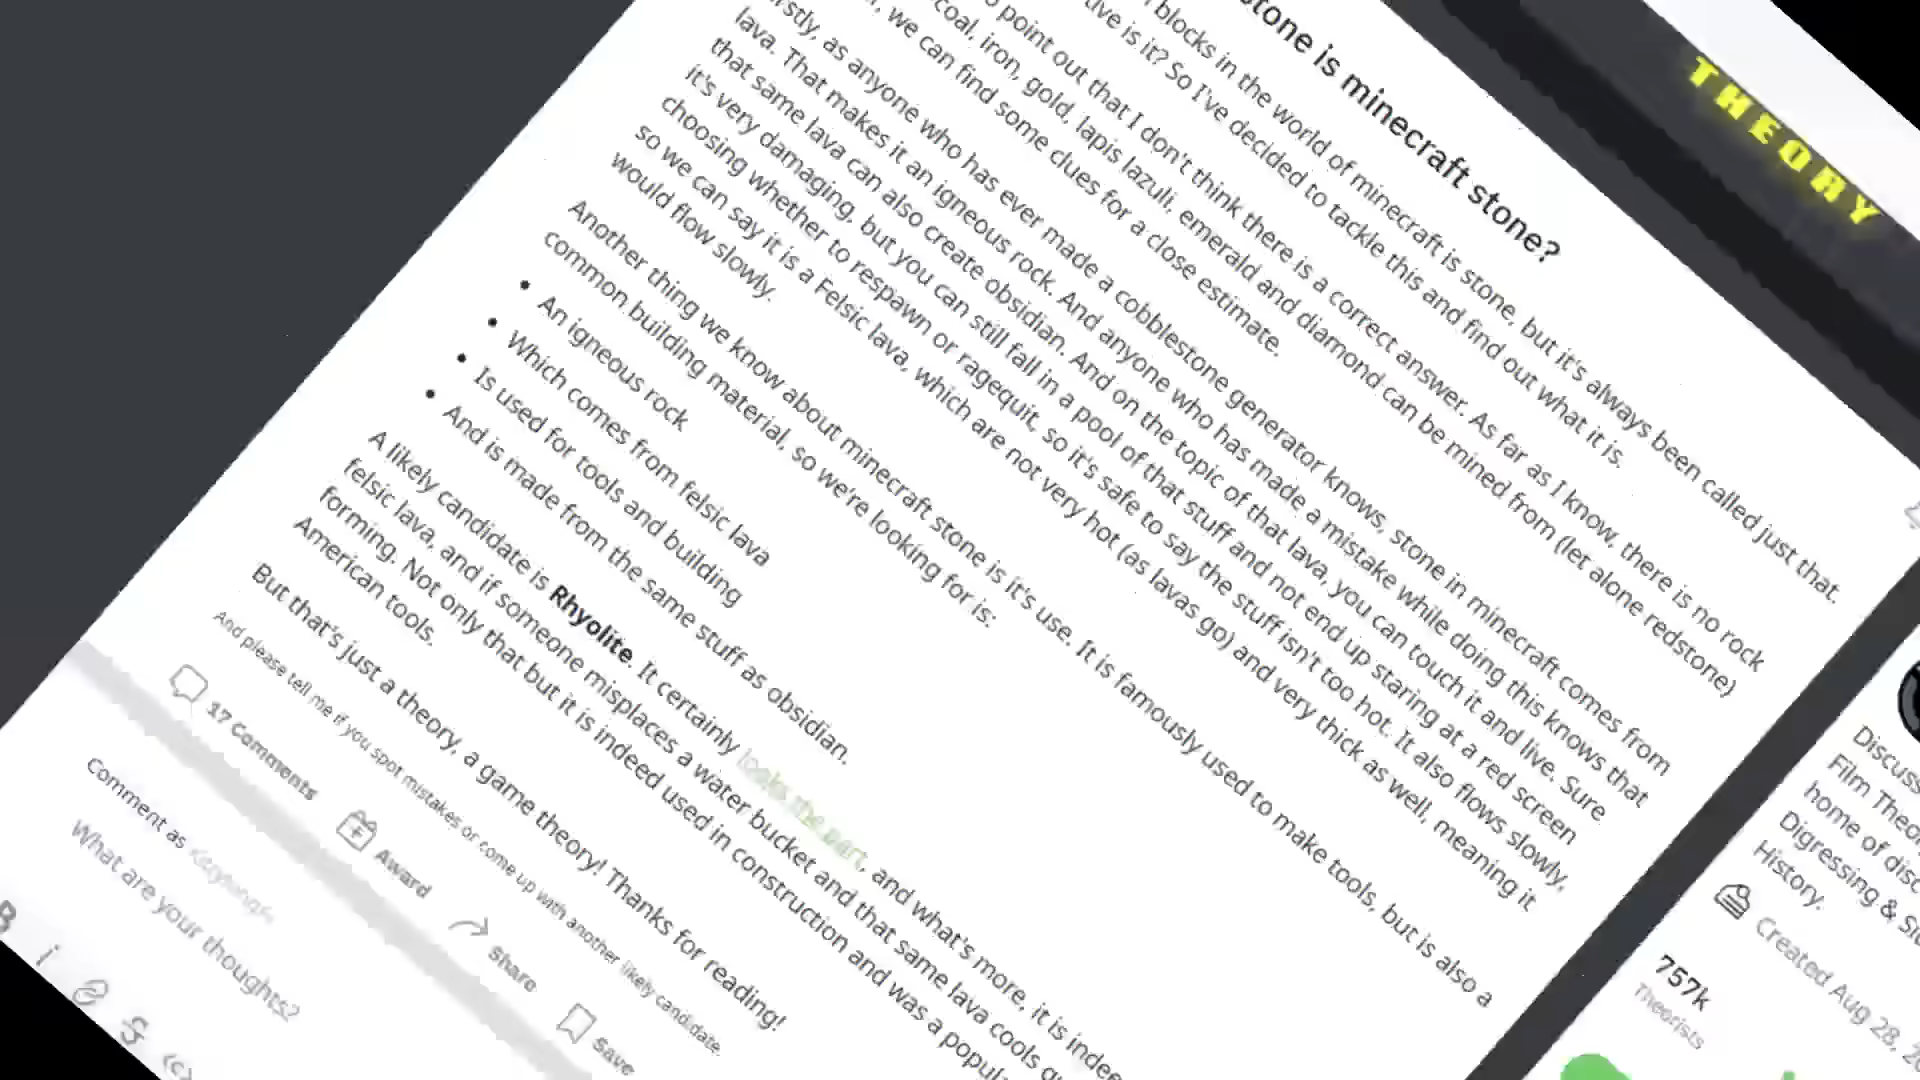 THEORY
stone is minecraft stone?
blocks in the world of minecraft is stone, but it's always been called just that.
is it? So I've decided to tackle this and find out what it is.
point out that I don't think there is a correct answer. As far as I know, there is no rock
coal, iron, gold, lapis lazuli, emerald and diamond can be mined from (let alone redstone)
we can find some clues for a close estimate.
as anyone who has ever made a cobblestone generator knows, stone in minecraft comes from
lava. That makes it an igneous rock. And anyone who has made a mistake while doing this knows that
that same lava can also create obsidian. And on the topic of that lava, you can touch it and live. Sure
it's very damaging, but you can still fall in a pool of that stuff and not end up staring at a red screen
choosing whether to respawn or ragequit, so it's safe to say the stuff isn't too hot. It also flows slowly,
so we can say it is a Felsic lava, which are not very hot (as lavas go) and very thick as well, meaning it
would flow slowly.
Another thing we know about minecraft stone is it's use. It is famously used to make tools, but is also a
common building material, so we're looking for is:
• An igneous rock
• Which comes from felsic lava
• Is used for tools and building
• And is made from the same stuff as obsidian.
A likely candidate is Rhyolite. It certainly looks the part, and what's more, it is
felsic lava, and if someone misplaces a water bucket and that same lava cools
forming. Not only that but it is indeed used in construction and was a
American tools.
But that's just a theory, a game theory! Thanks for reading!
And please tell me if you spot mistakes or come up with another likely candidate.
17 Comments
Award
Share
Save
Comment as
What are your thoughts?
B
i
S
<c>
Film
home of
Digressing &
History.
Created Aug 28,
757k
Theorists